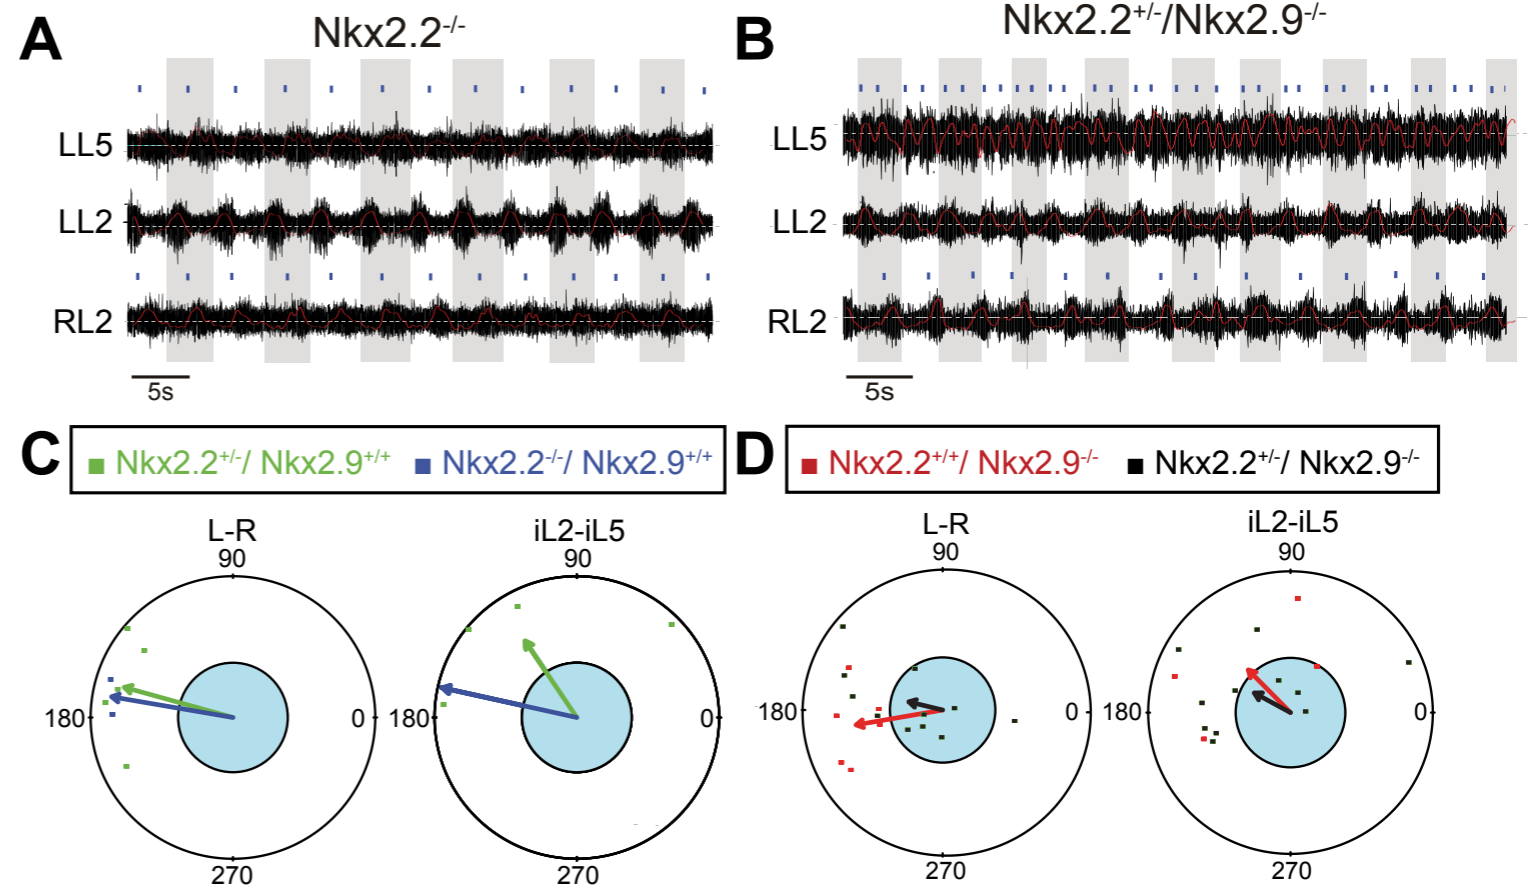 A
Nkx2.2-/-
B
Nkx2.2+/-/Nkx2.9-/-
LL5
LL2
RL2
5s
LL5
LL2
RL2
5s
C
Nkx2.2+/-/ Nkx2.9+/+
Nkx2.2-/-/ Nkx2.9+/+
D
Nkx2.2+/+/ Nkx2.9-/-
Nkx2.2+/-/ Nkx2.9-/-
L-R
90
180
0
270
iL2-iL5
90
180
0
270
L-R
90
180
0
270
iL2-iL5
90
180
0
270